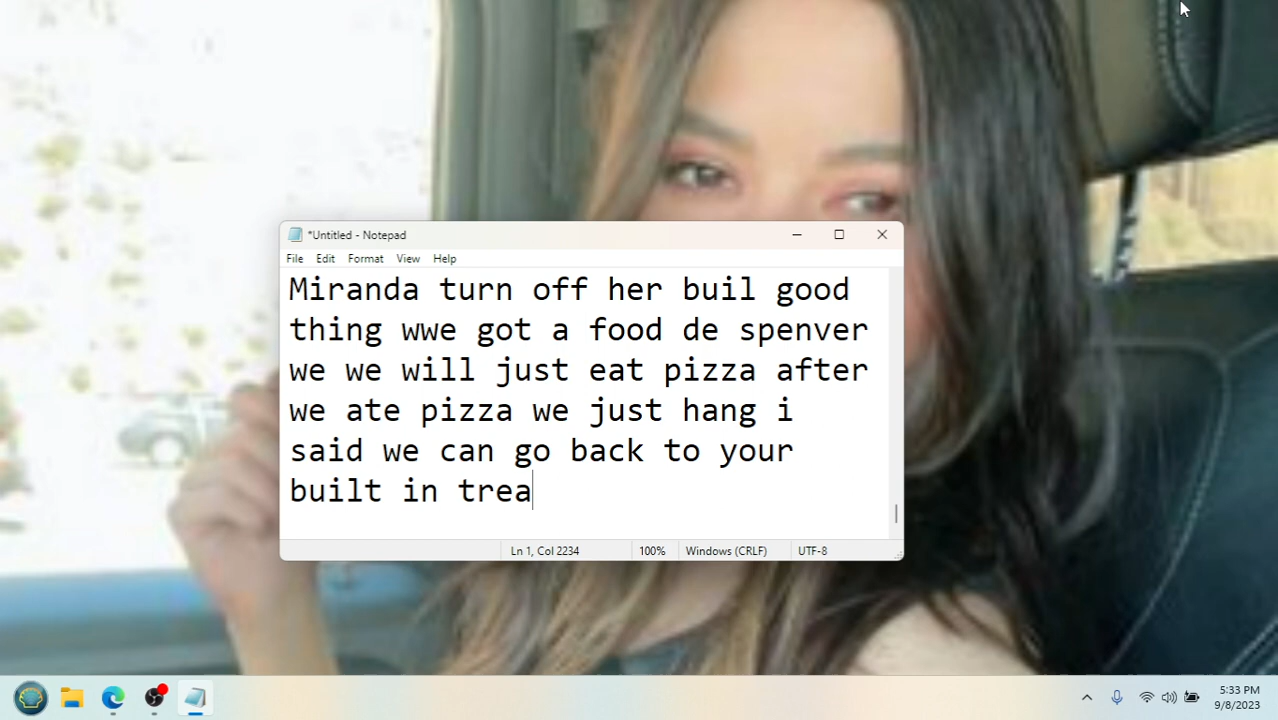 *Untitled - Notepad
File Edit Format View Help
Miranda turn off her buil good
thing wwe got a food de spenver
we we will just eat pizza after
we ate pizza we just hang i
said we can go back to your
built in trea
Ln 1, Col 2234 100% Windows (CRLF) UTF-8
5:33 PM
9/8/2023